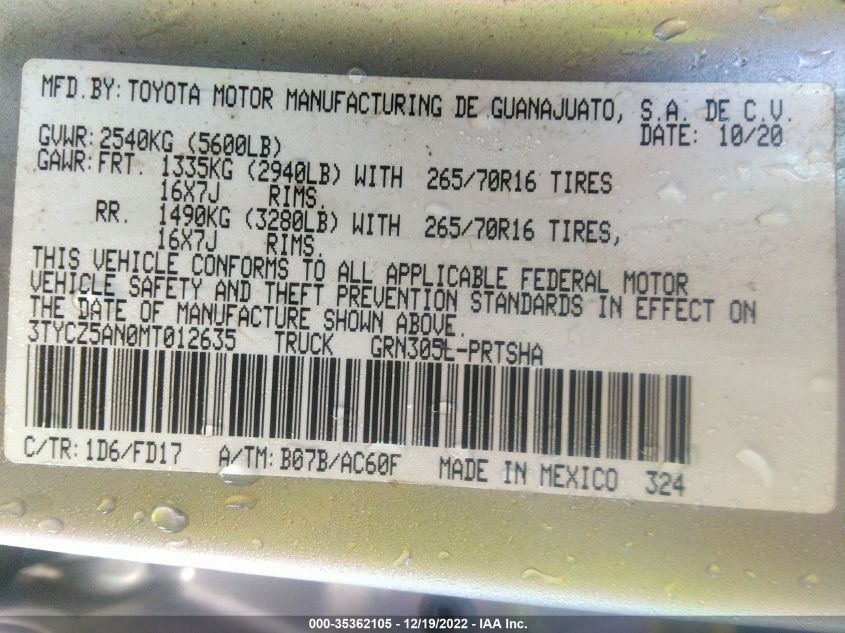 MFD.BY: TOYOTA MOTOR MANUFACTURING DE GUANAJUATO, S.A. DE C.V.
GVWR: 2540KG (5600LB) DATE: 10/20
GAWR: FRT. 1335KG (2940LB) WITH 265/70R16 TIRES
16X7J RIMS.
RR. 1490KG (3280LB) WITH 265/70R16 TIRES,
16X7J RIMS.
THIS VEHICLE CONFORMS TO ALL APPLICABLE FEDERAL MOTOR
VEHICLE SAFETY AND THEFT PREVENTION STANDARDS IN EFFECT ON
THE DATE OF MANUFACTURE SHOWN ABOVE.
3TYCZ5AN0MT012635 TRUCK GRN305L-PRTSHA
C/TR: 1D6/FD17 A/TM: B07B/AC60F MADE IN MEXICO 324
000-35362105 - 12/19/2022 - IAA Inc.